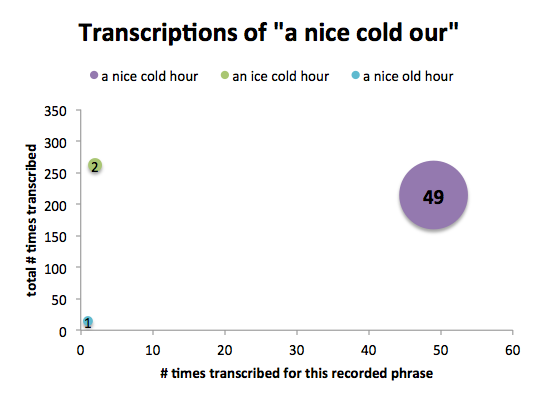 Transcriptions of "a nice cold our"
a nice cold hour an ice cold hour a nice old hour
350
300
250
200
150
100
50
0
total # times transcribed
2
49
1
0 10 20 30 40 50 60
# times transcribed for this recorded phrase